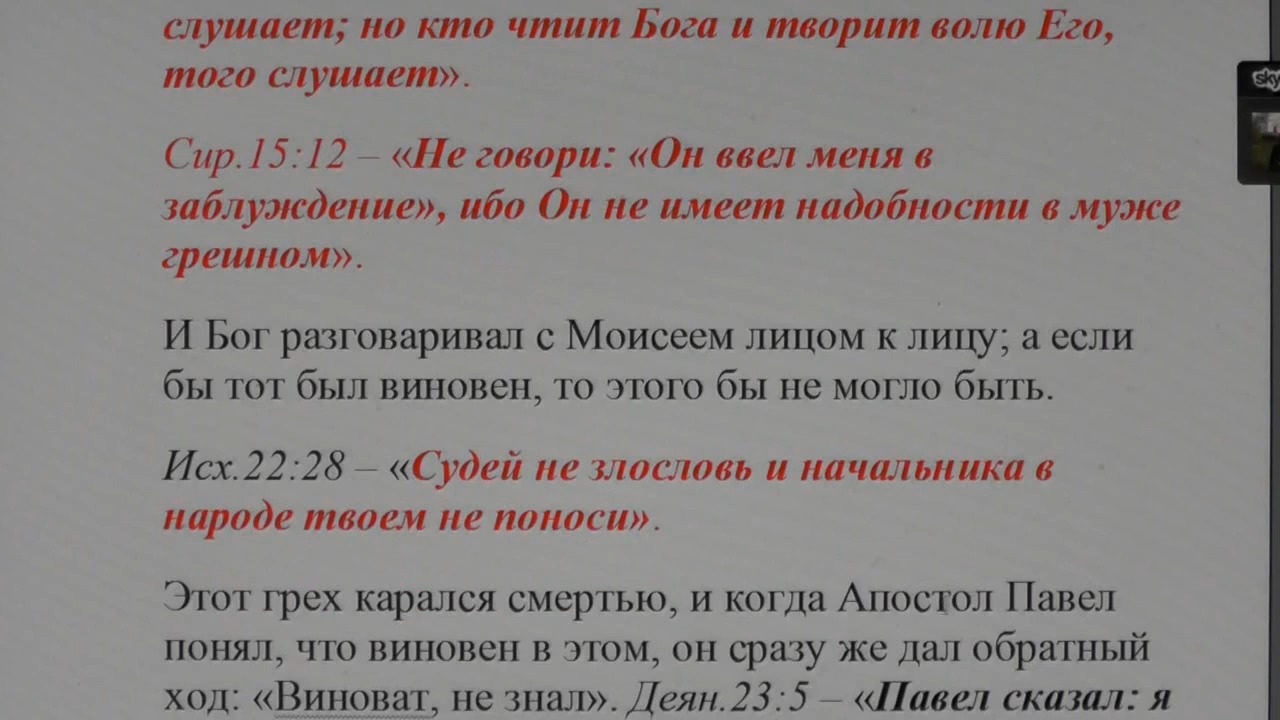 слушает; но кто чтит Бога и творит волю Его,
того слушает».
Сир.15:12 – «Не говори: «Он ввел меня в
заблуждение», ибо Он не имеет надобности в муже
грешном».
И Бог разговаривал с Моисеем лицом к лицу; а если
бы тот был виновен, то этого бы не могло быть.
Исх.22:28 – «Судей не злословь и начальника в
народе твоем не поноси».
Этот грех карался смертью, и когда Апостол Павел
понял, что виновен в этом, он сразу же дал обратный
ход: «Виноват, не знал». Деян.23:5 – «Павел сказал: я
sky